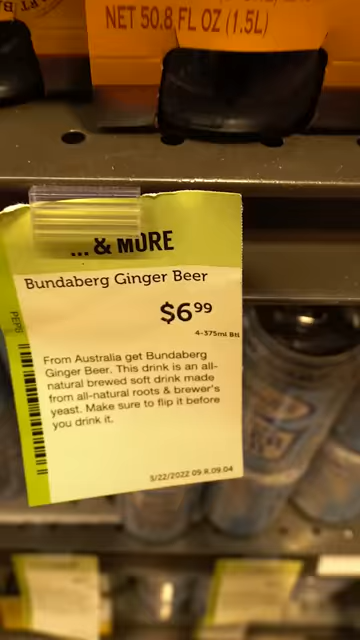 NET 50.8 FL OZ (1.5L)
... & MORE
Bundaberg Ginger Beer
$6.99
4-375ml Btl
From Australia get Bundaberg
Ginger Beer. This drink is an all-
natural brewed soft drink made
from all-natural roots & brewer's
yeast. Make sure to flip it before
you drink it.
3/22/2022 09.R.09.04